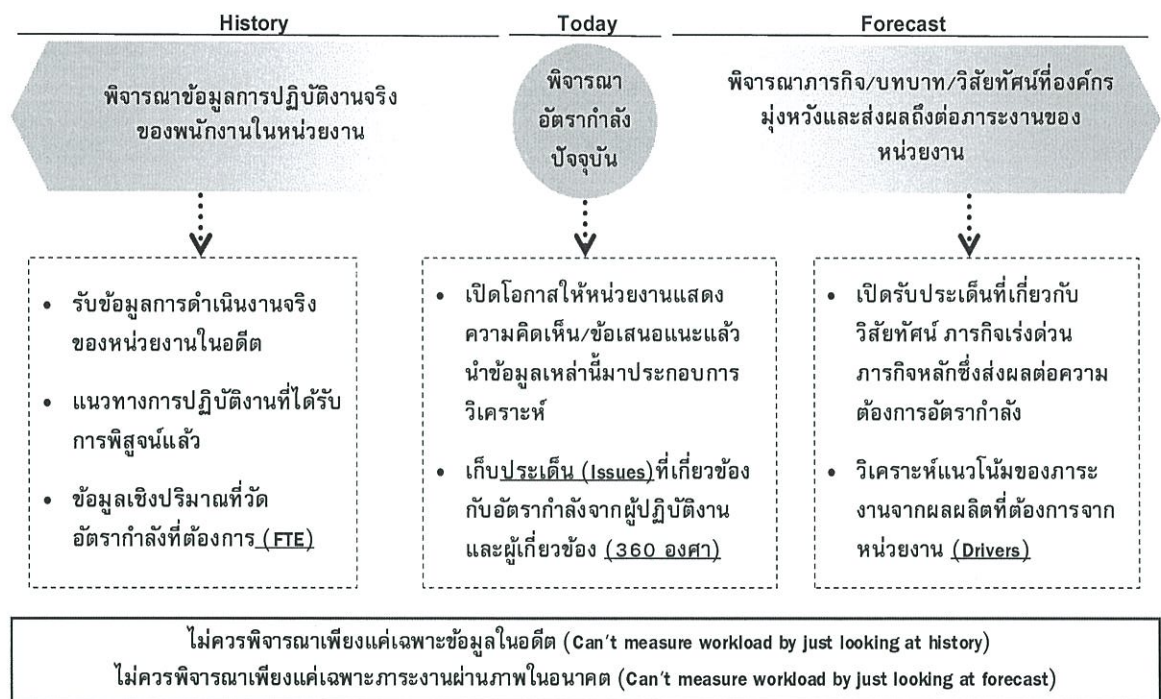 History
Today
Forecast
พิจารณาข้อมูลการปฏิบัติงานจริง
ของพนักงานในหน่วยงาน
พิจารณา
อัตรากำลัง
ปัจจุบัน
พิจารณาภารกิจ/บทบาท/วิสัยทัศน์ที่องค์กร
มุ่งหวังและส่งผลถึงต่อภาระงานของ
หน่วยงาน
• รับข้อมูลการดำเนินงานจริง
ของหน่วยงานในอดีต
• แนวทางการปฏิบัติงานที่ได้รับ
การพิสูจน์แล้ว
• ข้อมูลเชิงปริมาณที่วัด
อัตรากำลังที่ต้องการ (FTE)
• เปิดโอกาสให้หน่วยงานแสดง
ความคิดเห็น/ข้อเสนอแนะแล้ว
นำข้อมูลเหล่านี้มาประกอบการ
วิเคราะห์
• เก็บประเด็น (Issues) ที่เกี่ยวข้อง
กับอัตรากำลังจากผู้ปฏิบัติงาน
และผู้เกี่ยวข้อง (360 องศา)
• เปิดรับประเด็นที่เกี่ยวกับ
วิสัยทัศน์ ภารกิจเร่งด่วน
ภารกิจหลักซึ่งส่งผลต่อความ
ต้องการอัตรากำลัง
• วิเคราะห์แนวโน้มของภาระ
งานจากผลผลิตที่ต้องการจาก
หน่วยงาน (Drivers)
ไม่ควรพิจารณาเพียงแค่เฉพาะข้อมูลในอดีต (Can't measure workload by just looking at history)
ไม่ควรพิจารณาเพียงแค่เฉพาะภาระงานผ่านภาพในอนาคต (Can't measure workload by just looking at forecast)